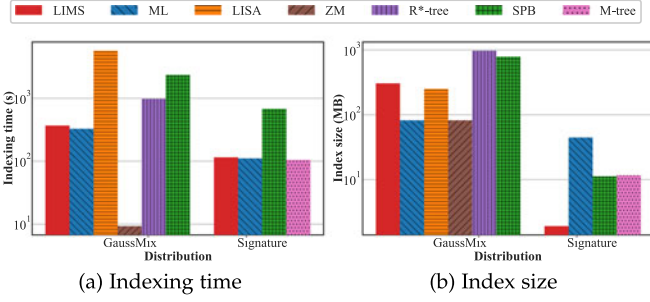 LIMS ML LISA ZM R*-tree SPB M-tree
Indexing time (s)
10³
10²
10¹
GaussMix Signature
Distribution
(a) Indexing time
Index size (MB)
10³
10²
10¹
GaussMix Signature
Distribution
(b) Index size